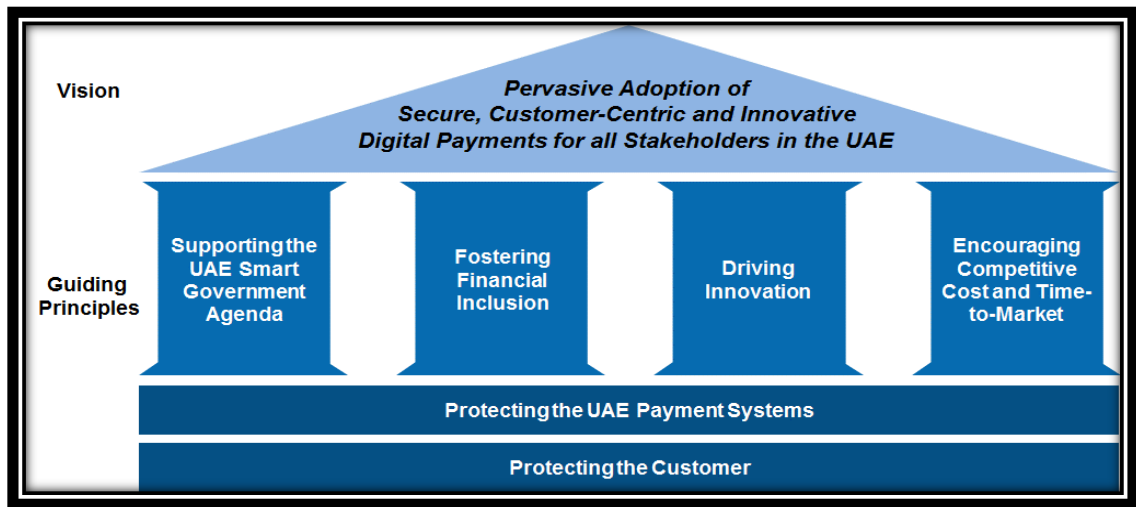 Vision
Pervasive Adoption of
Secure, Customer-Centric and Innovative
Digital Payments for all Stakeholders in the UAE
Guiding
Principles
Supporting the
UAE Smart
Government
Agenda
Fostering
Financial
Inclusion
Driving
Innovation
Encouraging
Competitive
Cost and Time-
to-Market
Protecting the UAE Payment Systems
Protecting the Customer